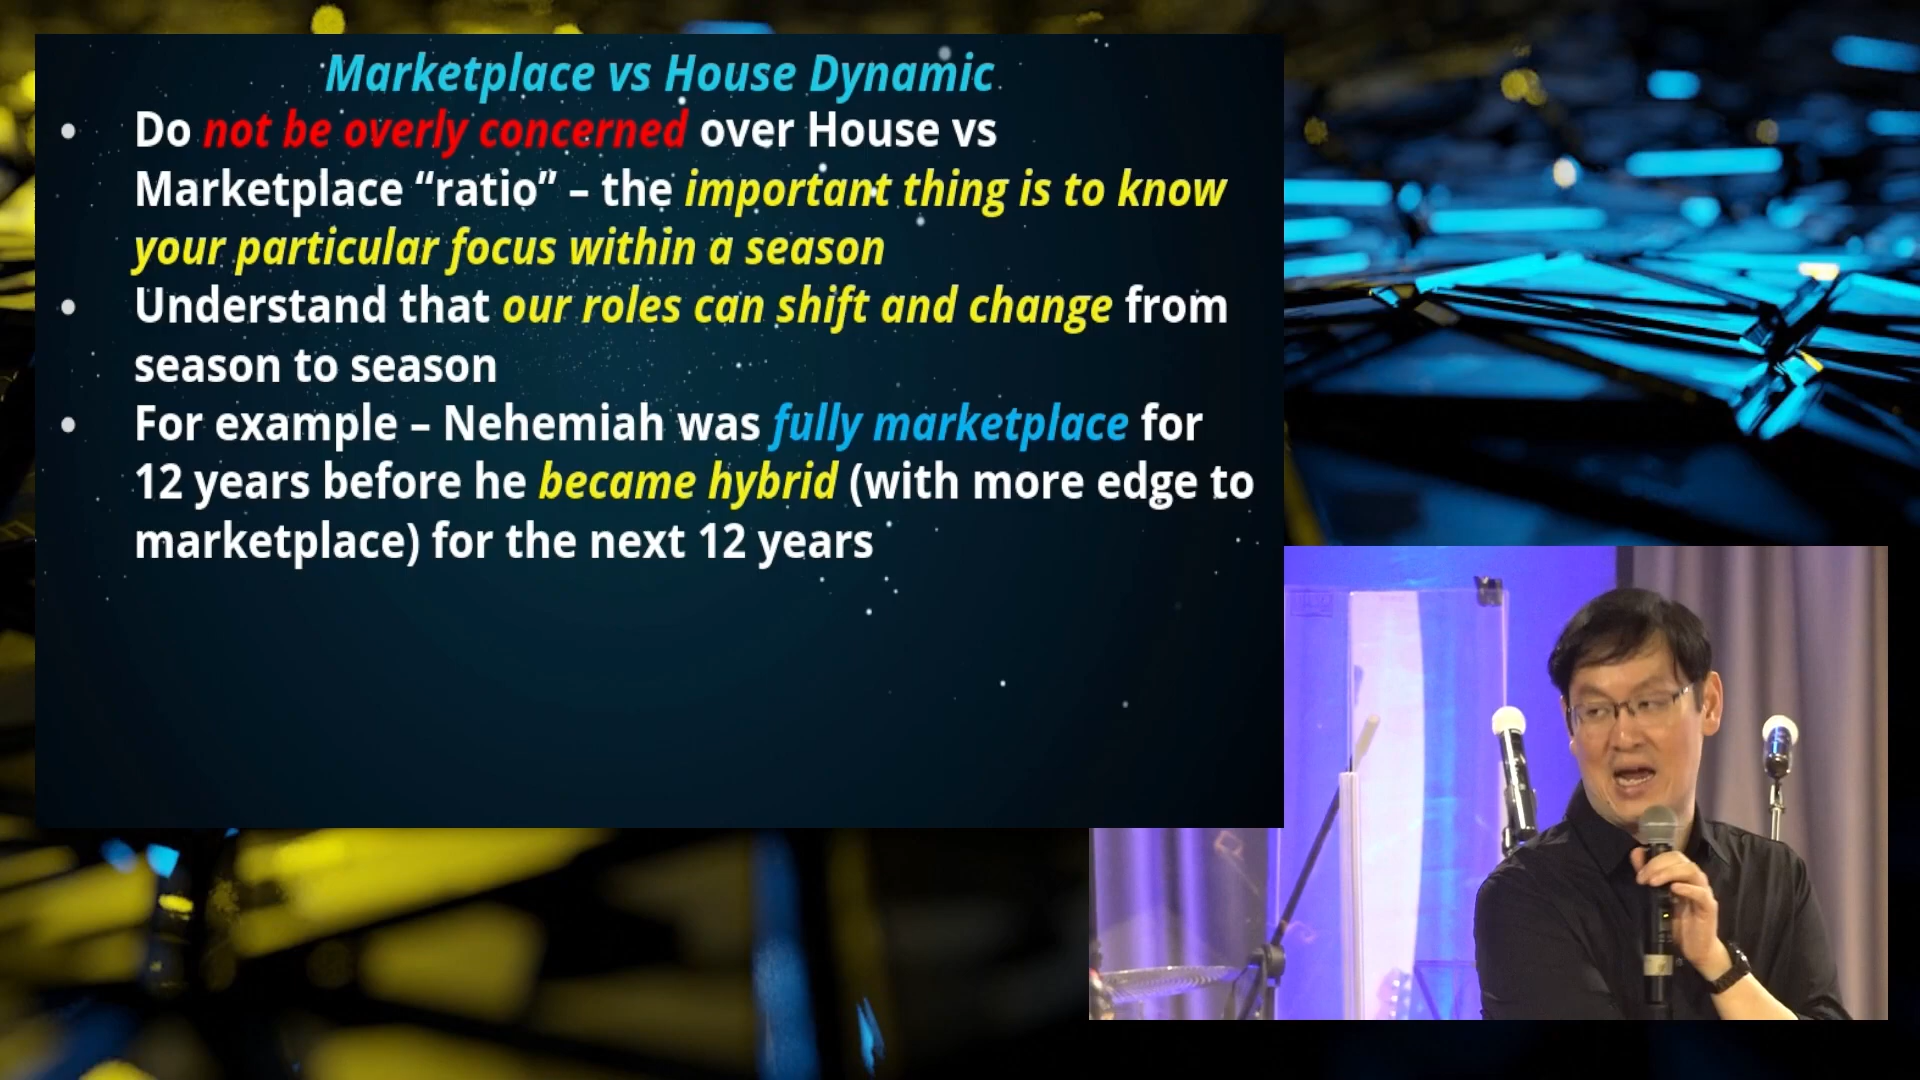 Marketplace vs House Dynamic
• Do not be overly concerned over House vs
Marketplace “ratio” – the important thing is to know
your particular focus within a season
• Understand that our roles can shift and change from
season to season
• For example – Nehemiah was fully marketplace for
12 years before he became hybrid (with more edge to
marketplace) for the next 12 years